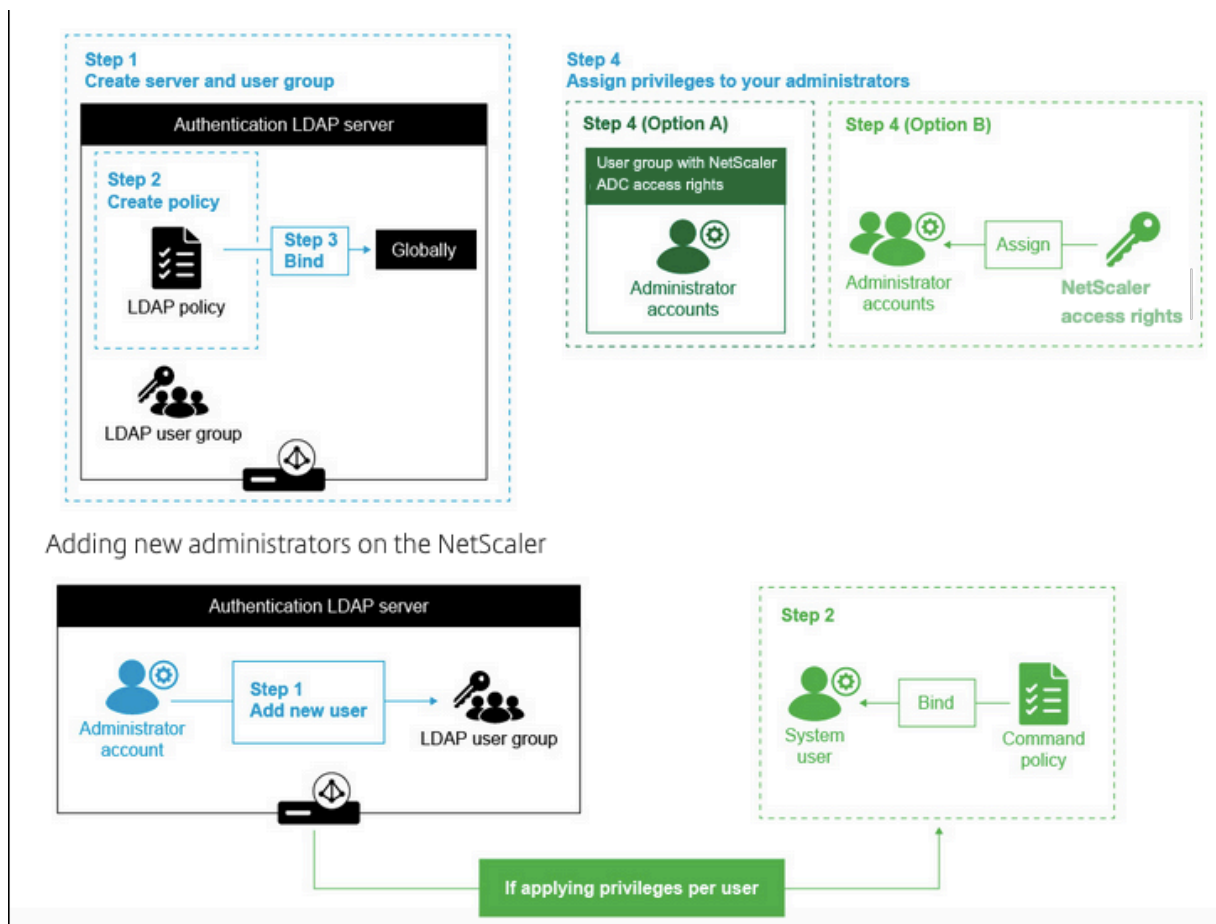 Step 1
Create server and user group
Authentication LDAP server
Step 2
Create policy
LDAP policy
Step 3
Bind
Globally
LDAP user group
Step 4
Assign privileges to your administrators
Step 4 (Option A)
User group with NetScaler
ADC access rights
Administrator
accounts
Step 4 (Option B)
Administrator
accounts
Assign
NetScaler
access rights
Adding new administrators on the NetScaler
Authentication LDAP server
Administrator
account
Step 1
Add new user
LDAP user group
Step 2
System
user
Bind
Command
policy
If applying privileges per user